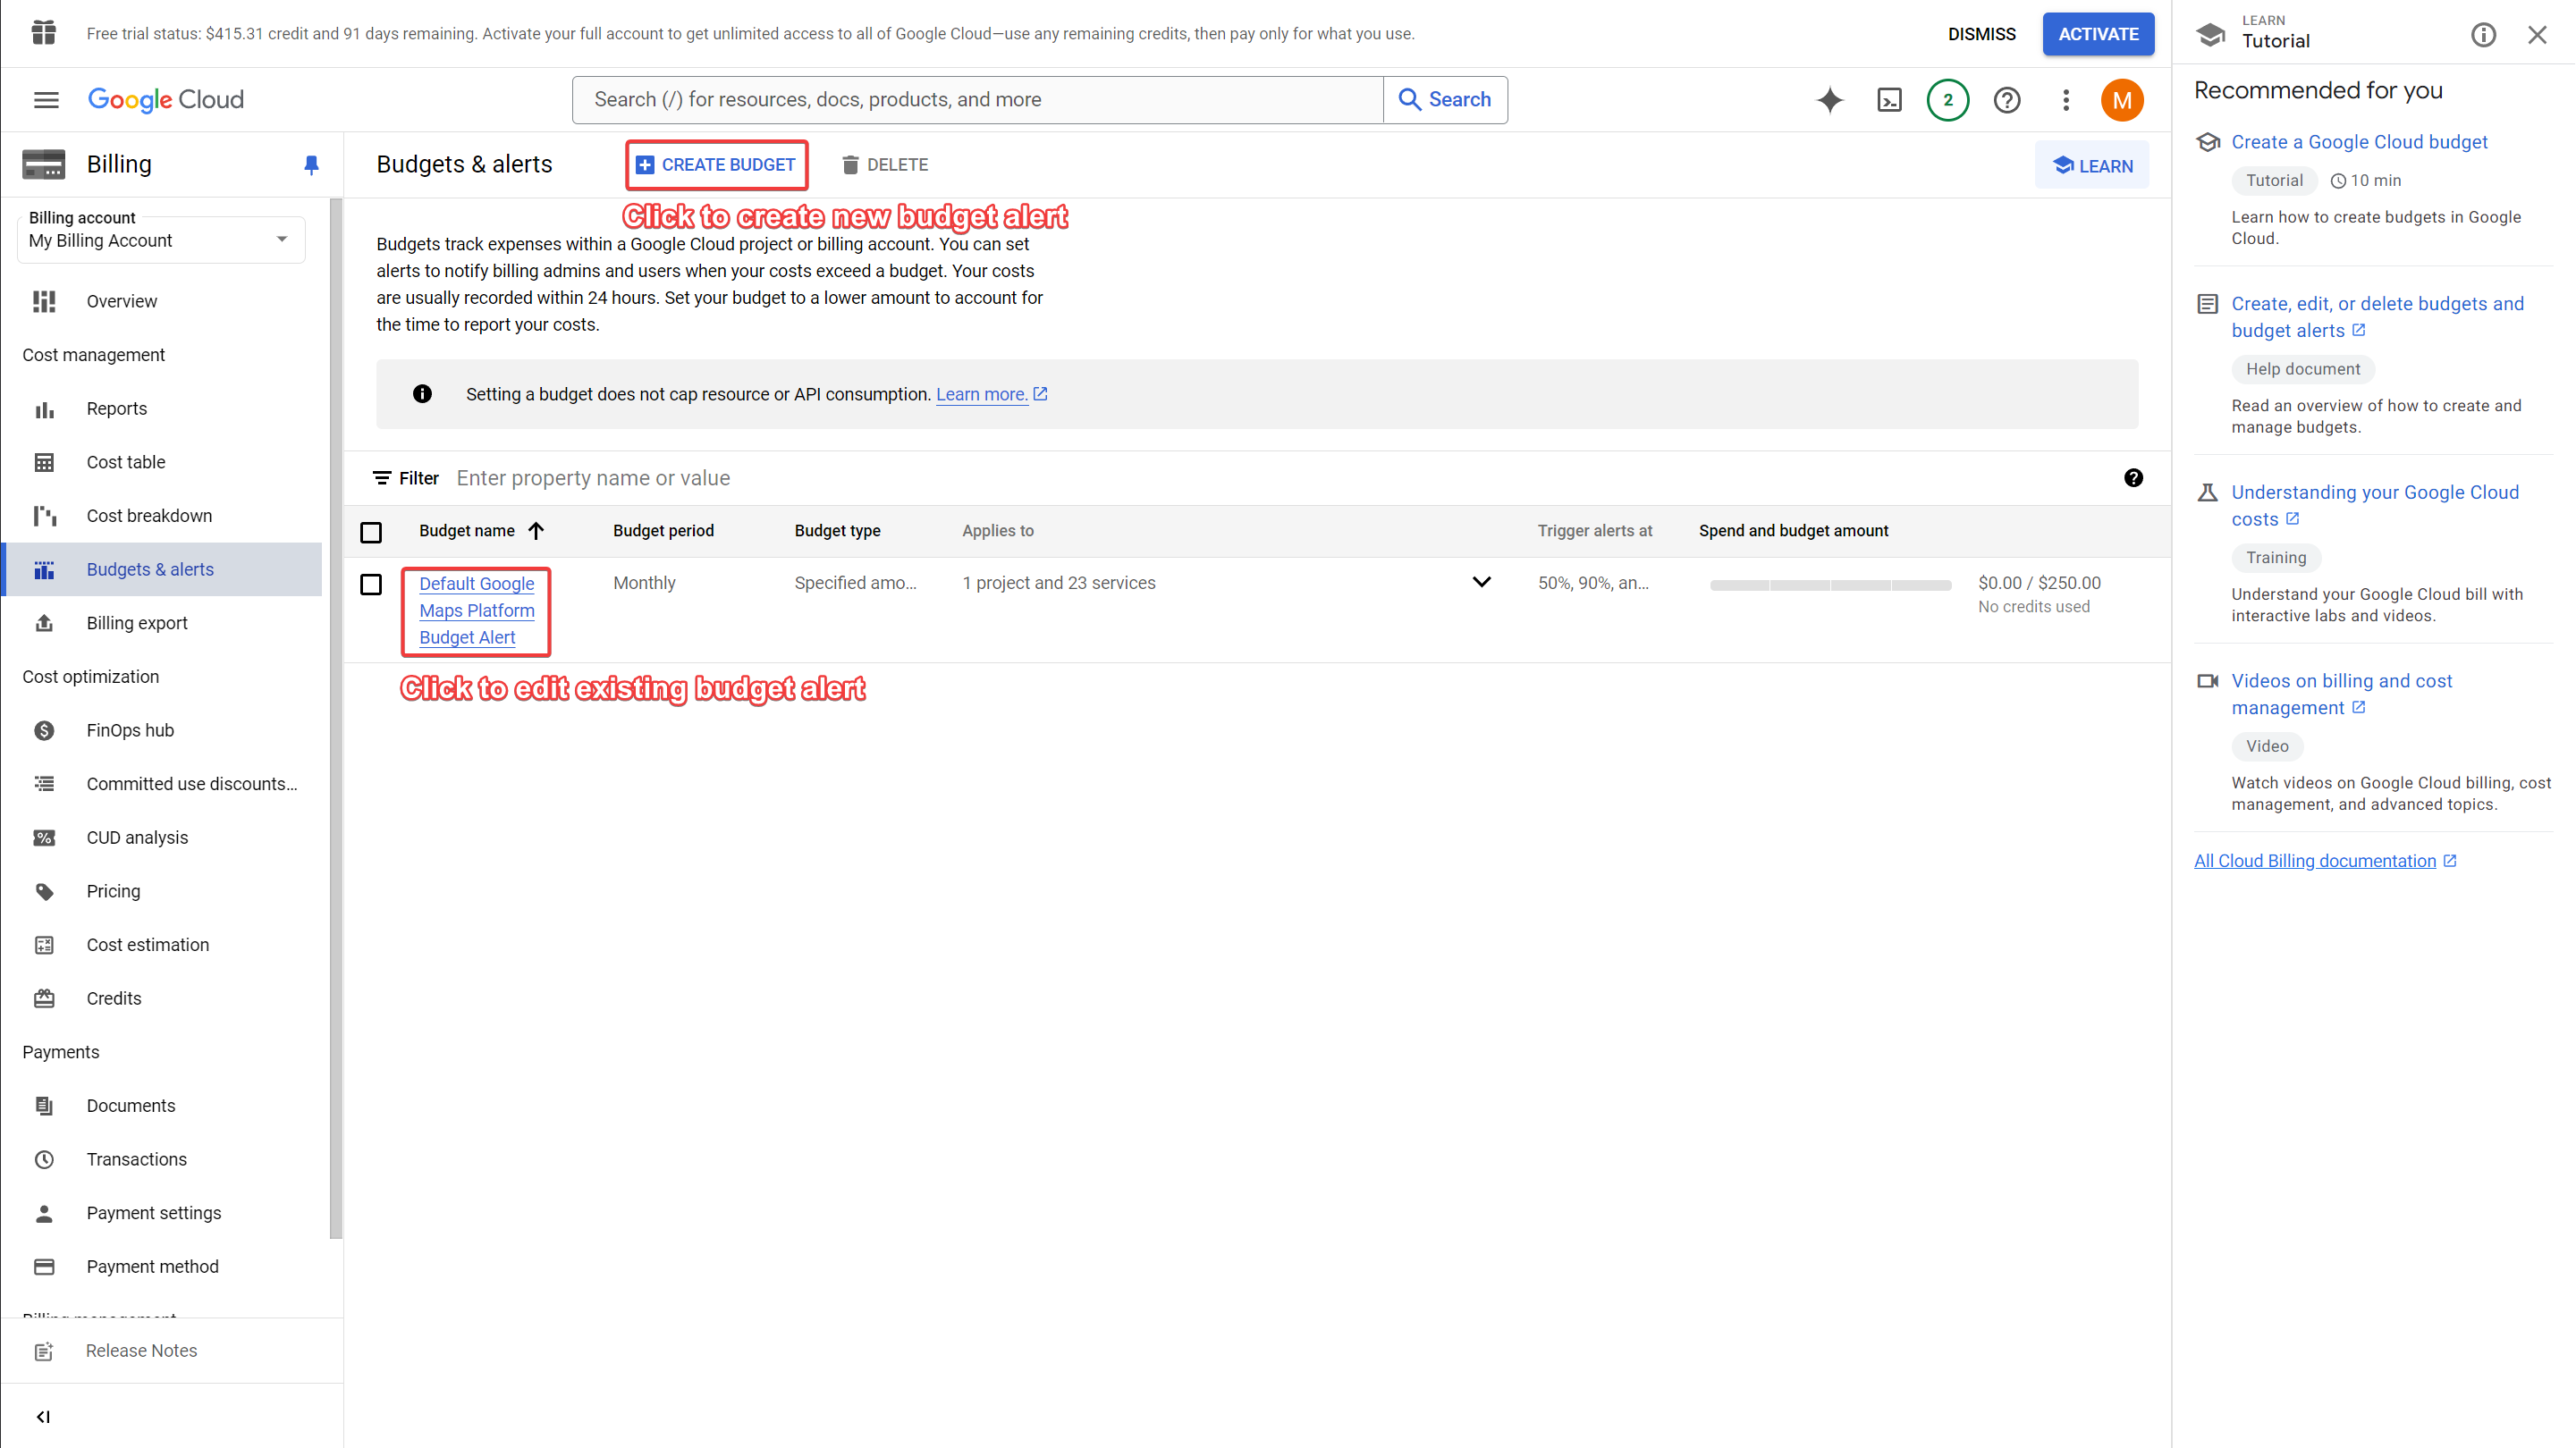 Free trial status: $415.31 credit and 91 days remaining. Activate your full account to get unlimited access to all of Google Cloud—use any remaining credits, then pay only for what you use.
DISMISS
ACTIVATE
Google Cloud
Search (/) for resources, docs, products, and more
Search
2
M
Billing
Billing account
My Billing Account
Overview
Cost management
Reports
Cost table
Cost breakdown
Budgets & alerts
Billing export
Cost optimization
FinOps hub
Committed use discounts...
CUD analysis
Pricing
Cost estimation
Credits
Payments
Documents
Transactions
Payment settings
Payment method
Billing management
Release Notes
Budgets & alerts
CREATE BUDGET
DELETE
LEARN
Click to create new budget alert
Budgets track expenses within a Google Cloud project or billing account. You can set
alerts to notify billing admins and users when your costs exceed a budget. Your costs
are usually recorded within 24 hours. Set your budget to a lower amount to account for
the time to report your costs.
Setting a budget does not cap resource or API consumption. Learn more.
Filter Enter property name or value
Budget name Budget period Budget type Applies to Trigger alerts at Spend and budget amount
Default Google
Maps Platform
Budget Alert
Monthly
Specified amo...
1 project and 23 services
50%, 90%, an...
$0.00 / $250.00
No credits used
Click to edit existing budget alert
LEARN
Tutorial
Recommended for you
Create a Google Cloud budget
Tutorial
10 min
Learn how to create budgets in Google
Cloud.
Create, edit, or delete budgets and
budget alerts
Help document
Read an overview of how to create and
manage budgets.
Understanding your Google Cloud
costs
Training
Understand your Google Cloud bill with
interactive labs and videos.
Videos on billing and cost
management
Video
Watch videos on Google Cloud billing, cost
management, and advanced topics.
All Cloud Billing documentation